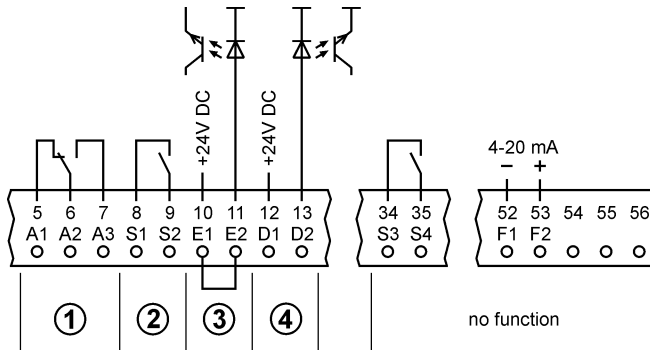 +24V DC
+24V DC
4-20 mA
− +
5 6 7 8 9 10 11 12 13
34 35
52 53 54 55 56
A1 A2 A3 S1 S2 E1 E2 D1 D2
S3 S4
F1 F2
1 2 3 4
no function